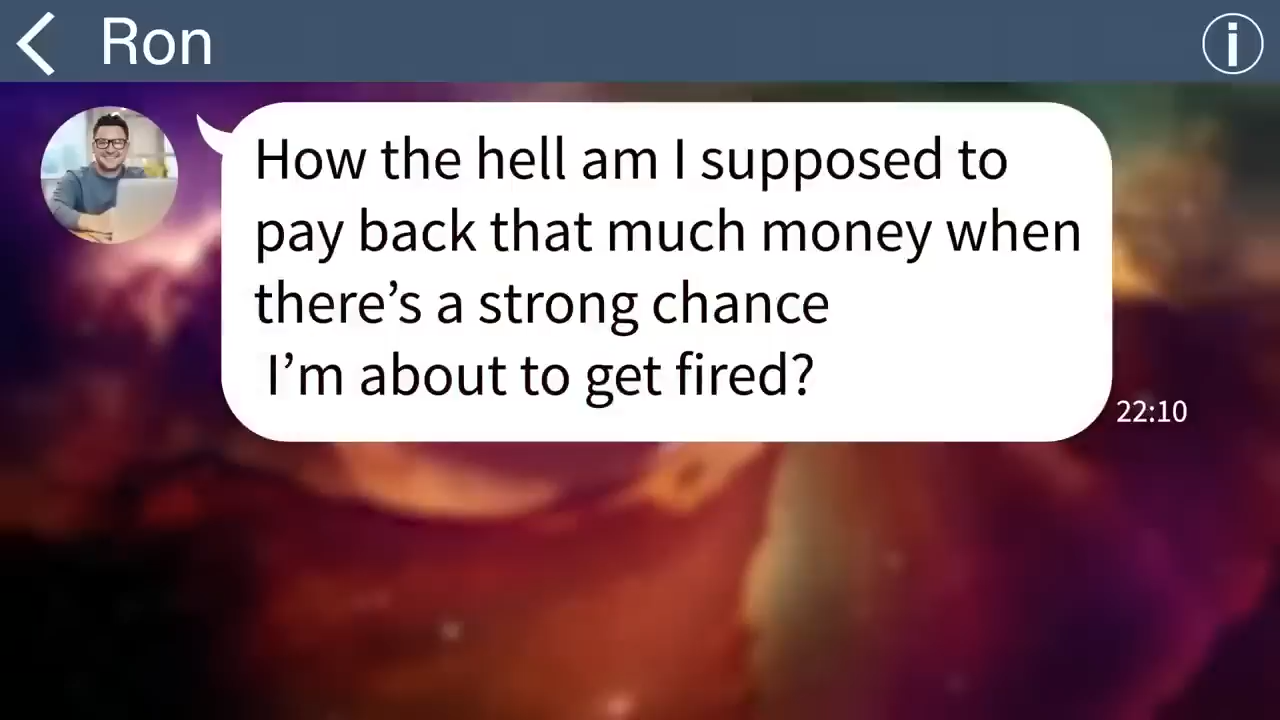 Ron
How the hell am I supposed to
pay back that much money when
there’s a strong chance
I’m about to get fired?
22:10